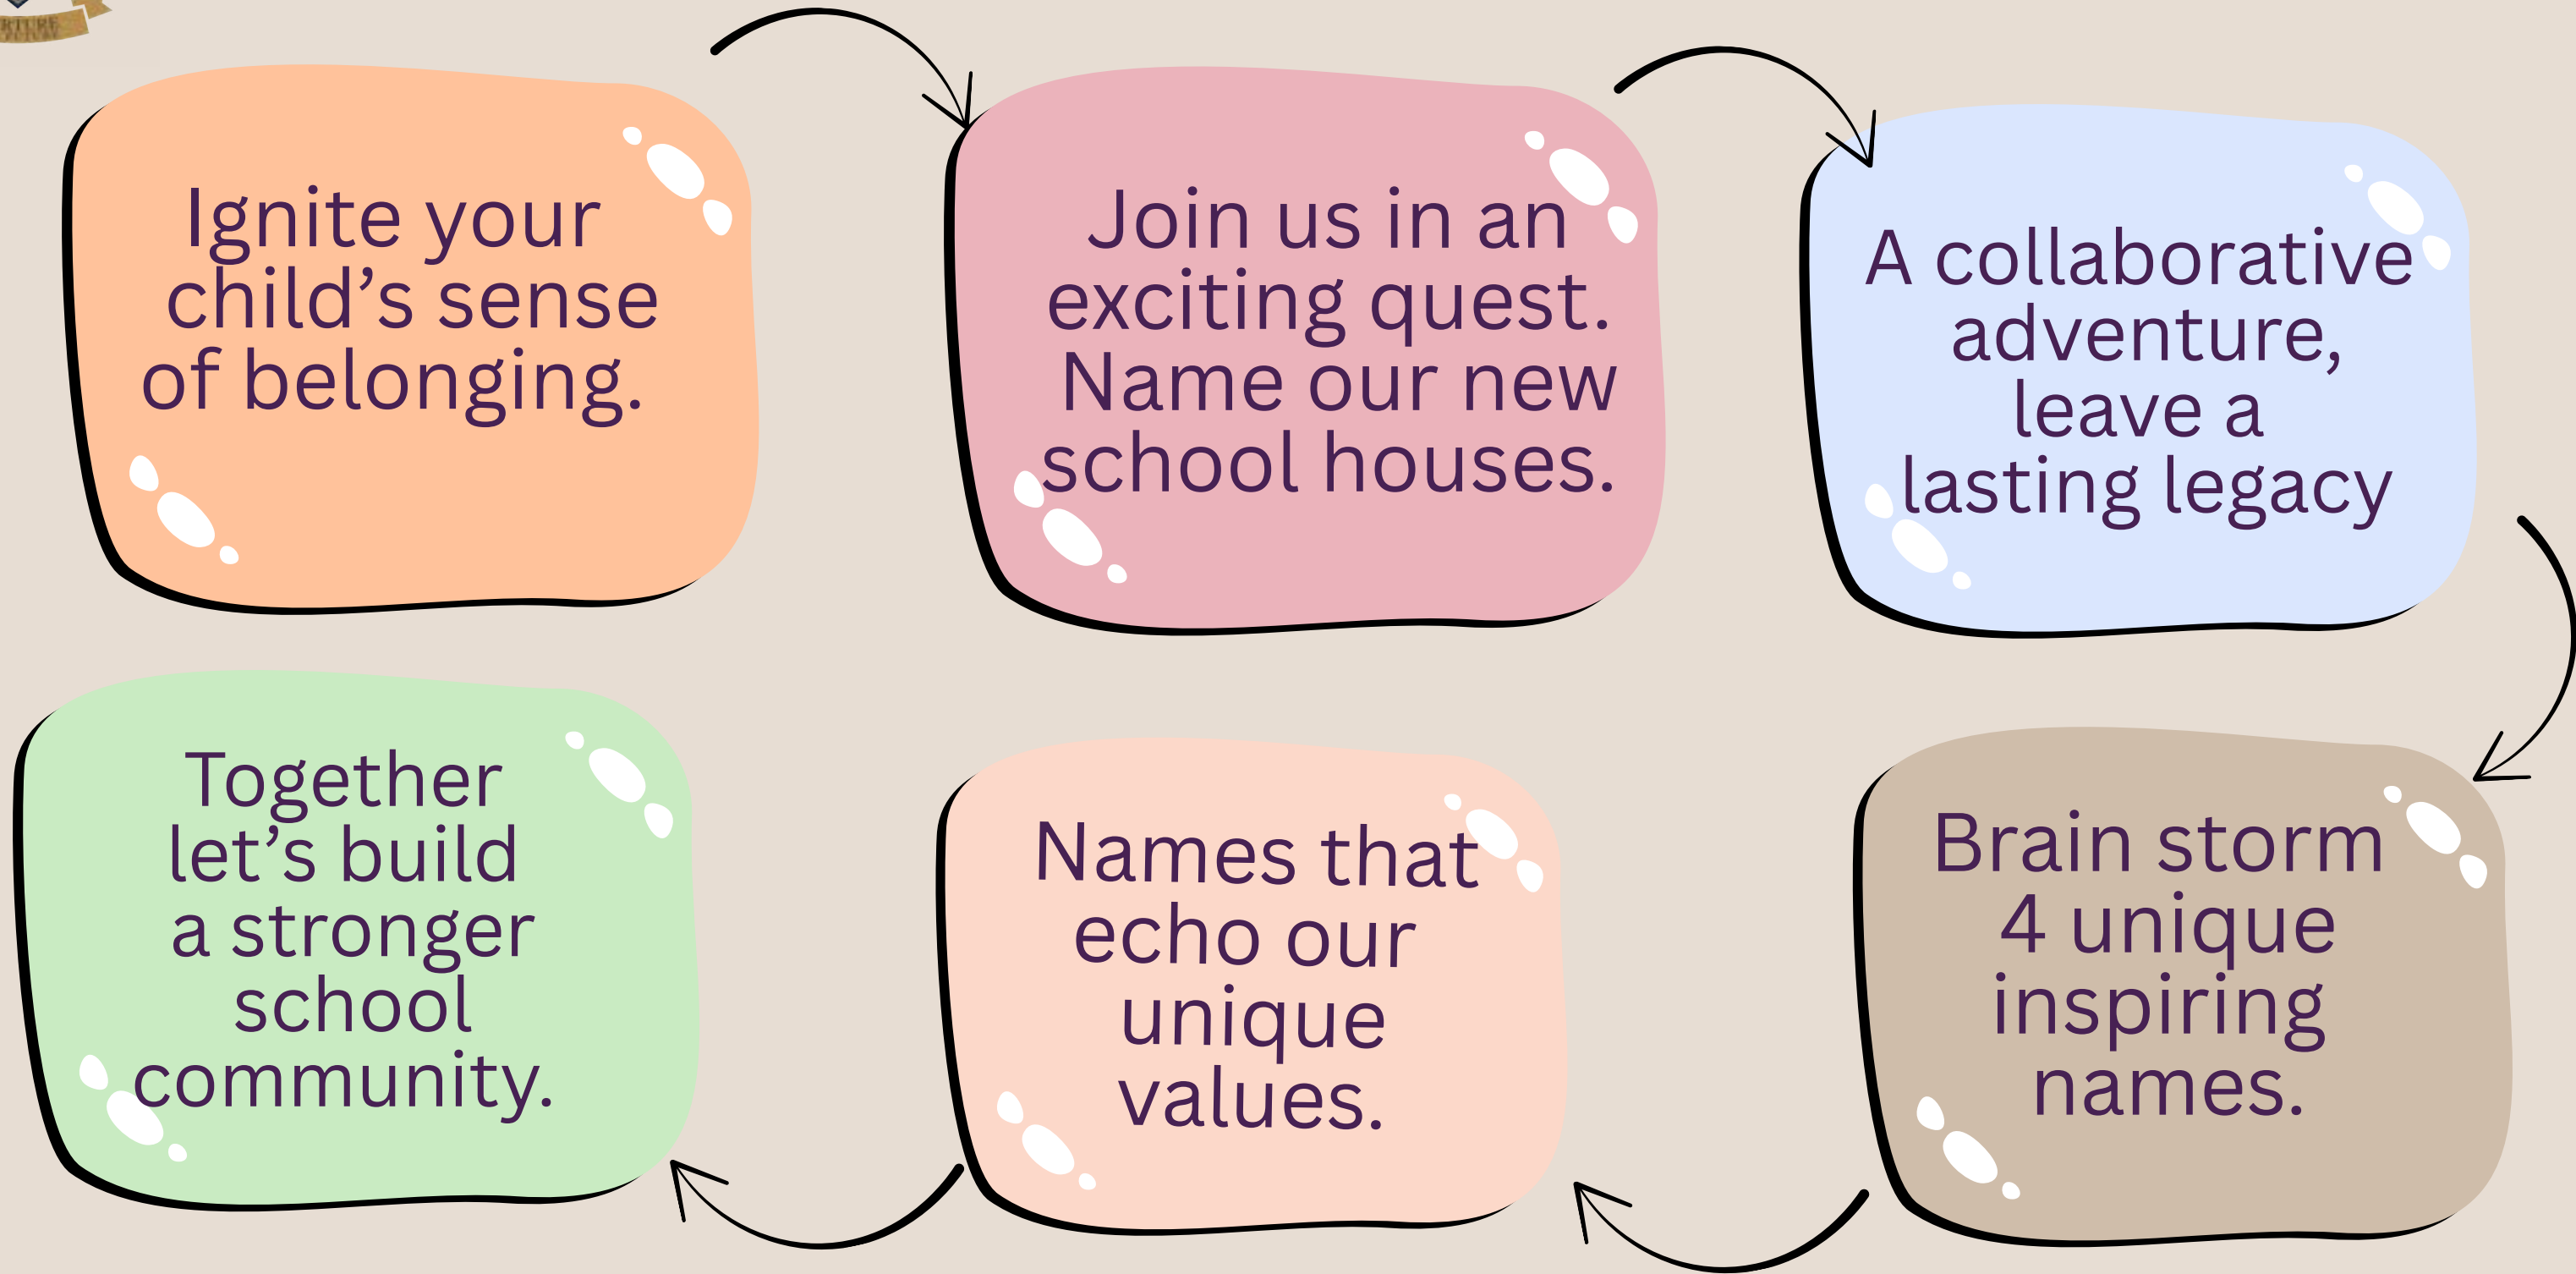 Ignite your
child’s sense
of belonging.
Join us in an
exciting quest.
Name our new
school houses.
A collaborative
adventure,
leave a
lasting legacy
Brain storm
4 unique
inspiring
names.
Names that
echo our
unique
values.
Together
let’s build
a stronger
school
community.